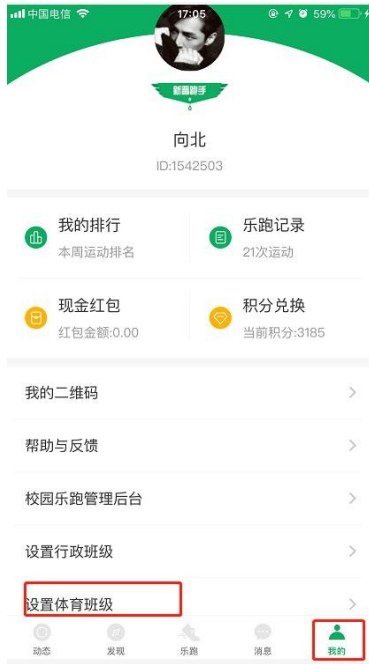 中国电信 17:05 59%
新晋跑手
向北
ID:1542503
我的排行 乐跑记录
本周运动排名 21次运动
现金红包 积分兑换
红包金额:0.00 当前积分:3185
我的二维码
帮助与反馈
校园乐跑管理后台
设置行政班级
设置体育班级
动态 发现 乐跑 消息 我的